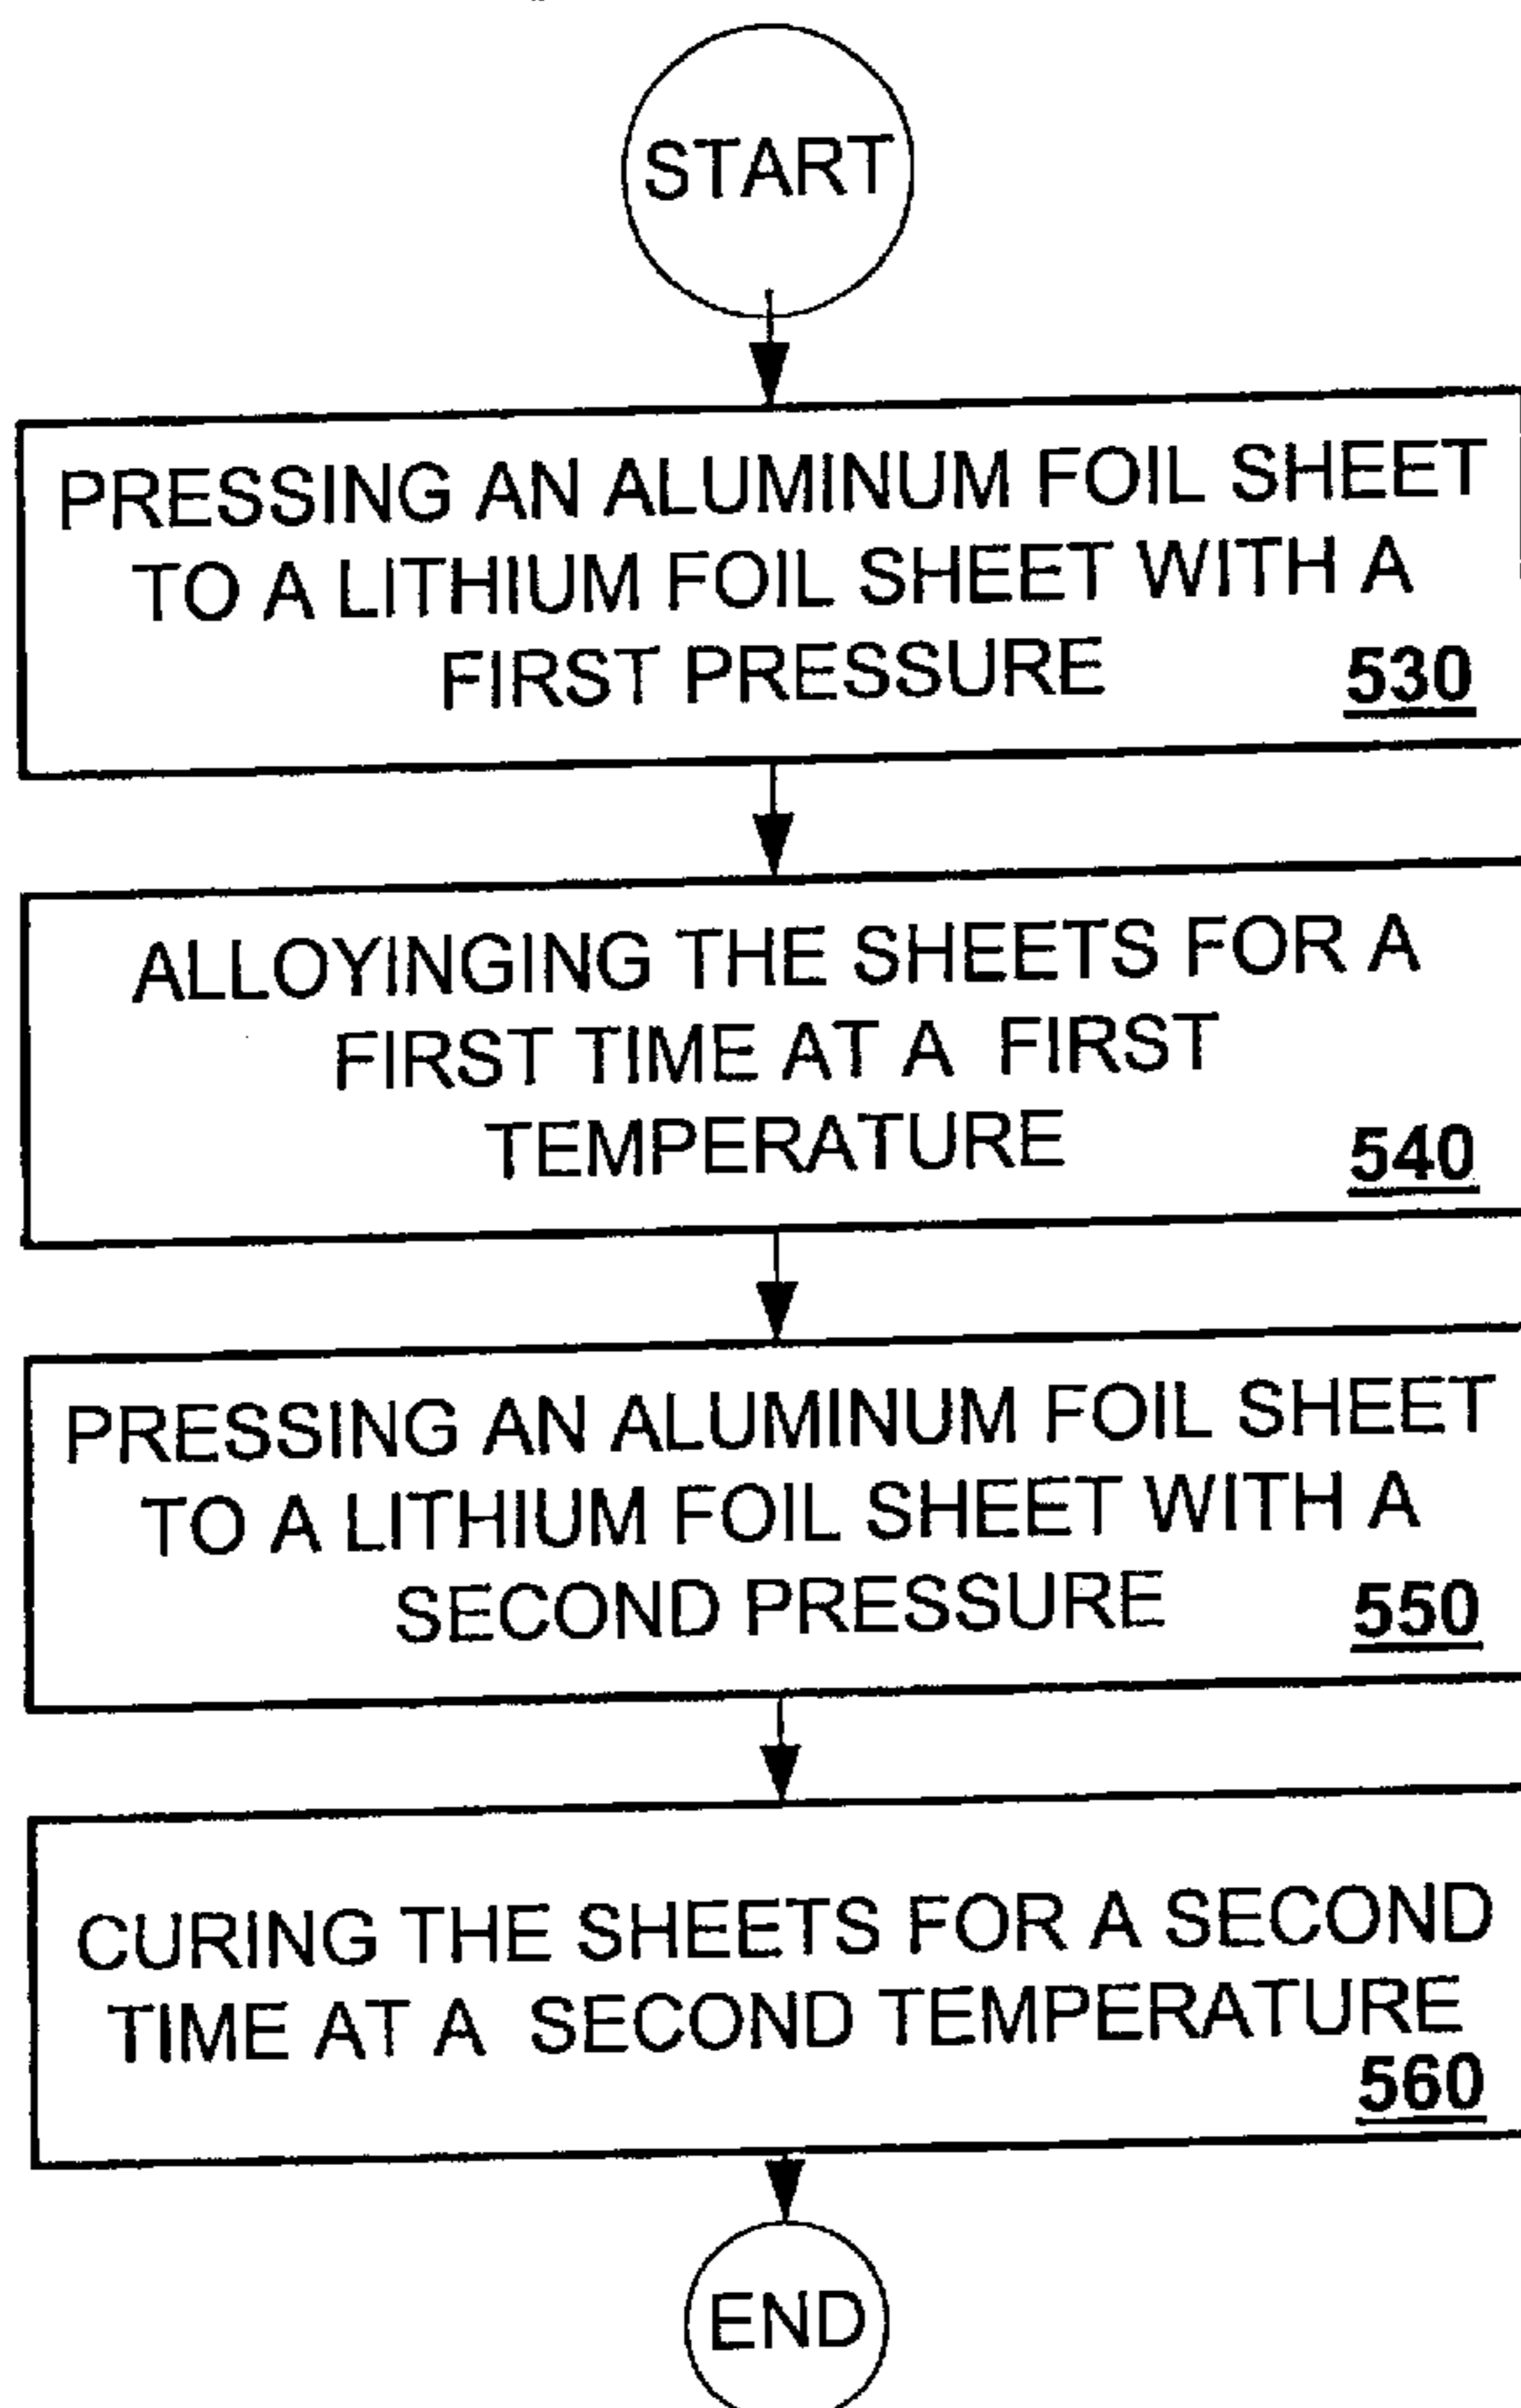 START
PRESSING AN ALUMINUM FOIL SHEET
TO A LITHIUM FOIL SHEET WITH A
FIRST PRESSURE 530
ALLOYINGING THE SHEETS FOR A
FIRST TIME AT A FIRST
TEMPERATURE 540
PRESSING AN ALUMINUM FOIL SHEET
TO A LITHIUM FOIL SHEET WITH A
SECOND PRESSURE 550
CURING THE SHEETS FOR A SECOND
TIME AT A SECOND TEMPERATURE
560
END